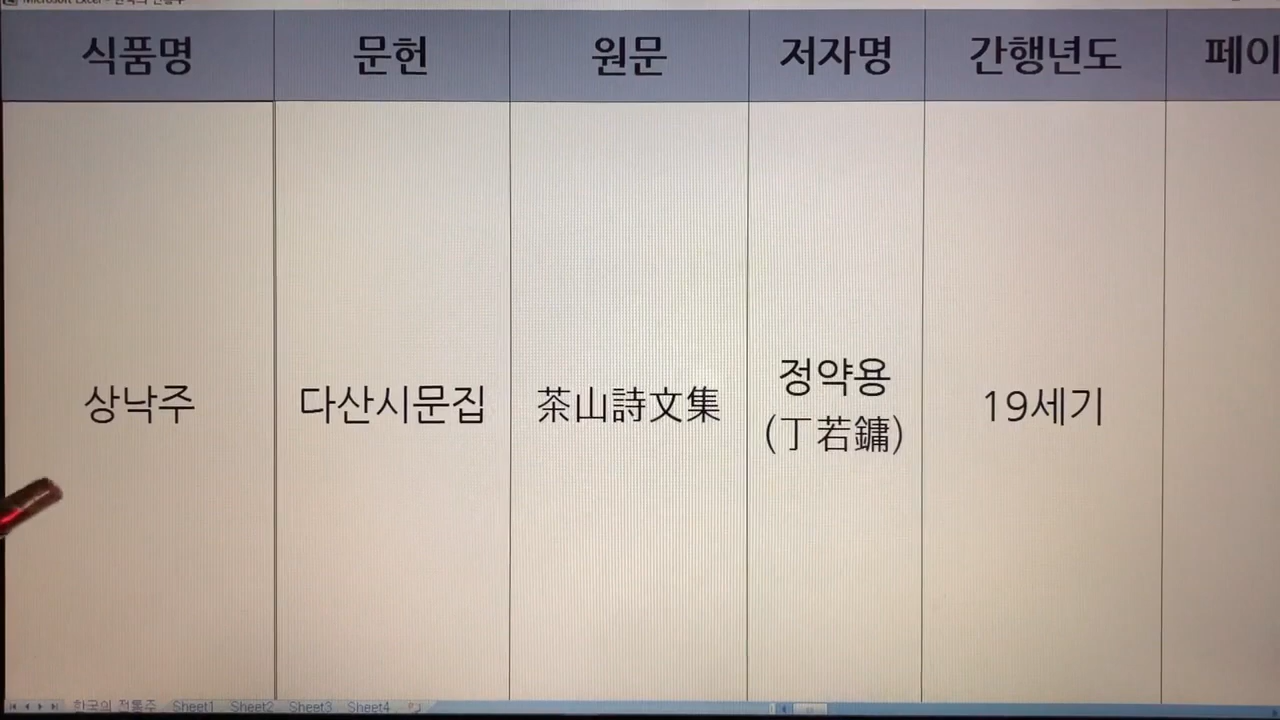 식품명 문헌 원문 저자명 간행년도 페이
상낙주 다산시문집 茶山詩文集 정약용 19세기
(丁若鏞)
한국의 전통주 Sheet1 Sheet2 Sheet3 Sheet4